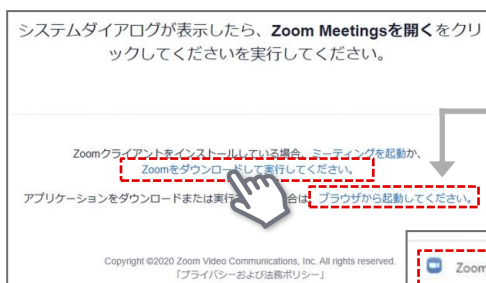 システムダイアログが表示したら、Zoom Meetingsを開くをクリ
ックしてくださいを実行してください。
Zoomクライアントをインストールしている場合、ミーティングを起動か、
Zoomをダウンロードして実行してください。
アプリケーションをダウンロードまたは実行 合は ブラウザから起動してください。
Copyright ©2020 Zoom Video Communications, Inc. All rights reserved.
「プライバシーおよび法務ポリシー」
Zoom